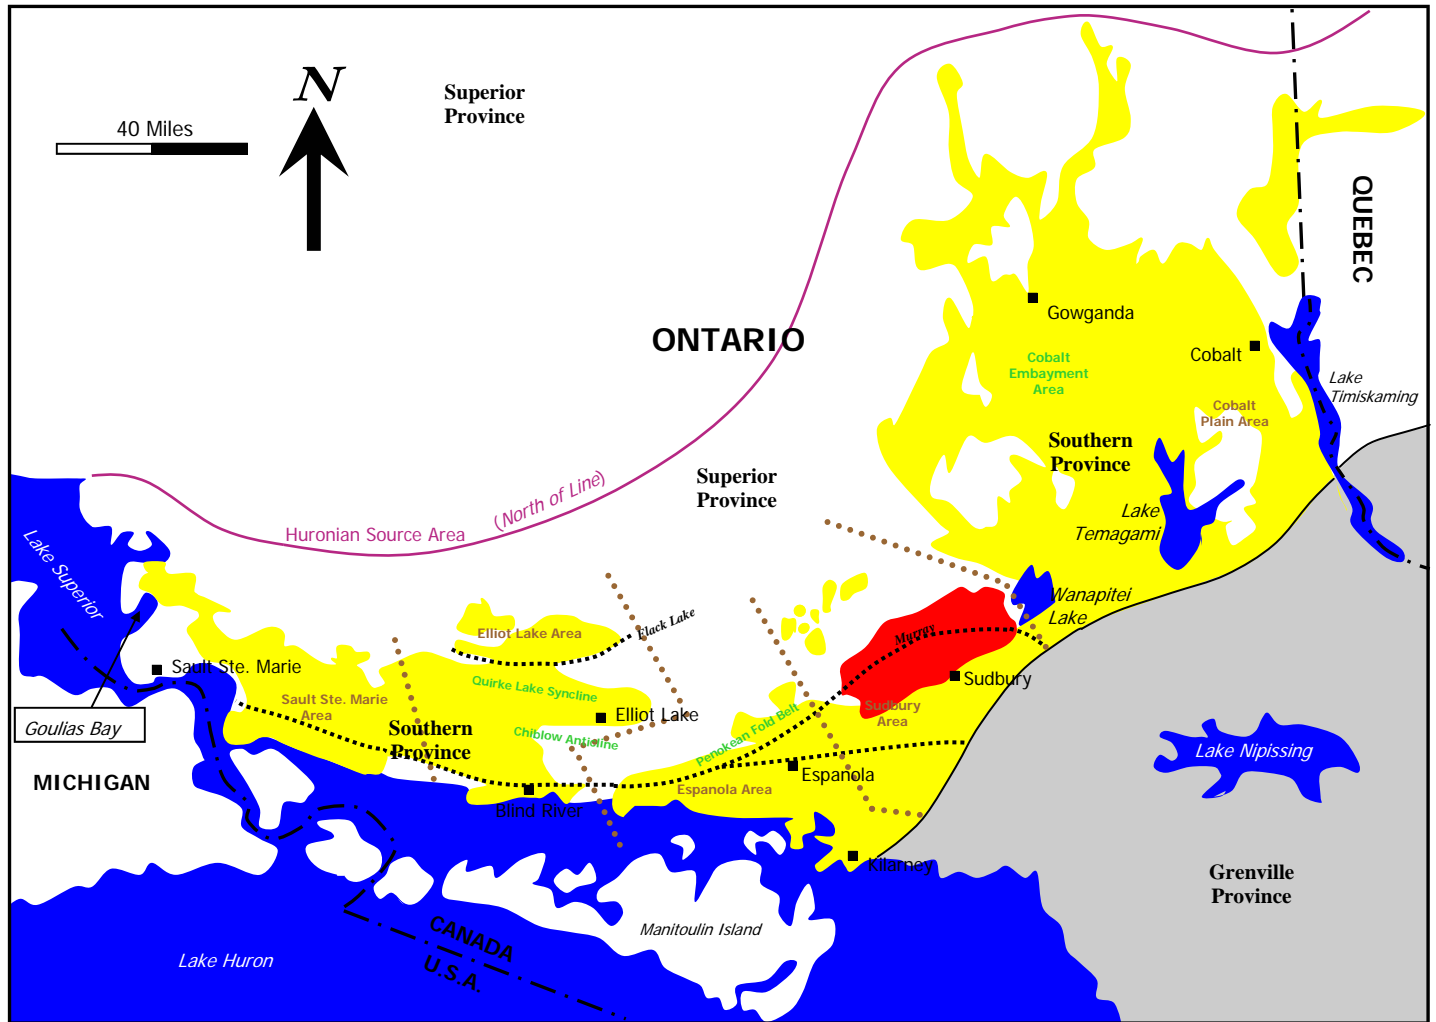 N
40 Miles
Superior
Province
QUEBEC
Gowganda
ONTARIO
Cobalt
Cobalt
Embayment
Area
Lake
Timiskaming
Cobalt
Plain Area
Southern
Province
Superior
Province
(North of Line)
Huronian Source Area
Lake
Temagami
Lake Superior
Wanapitei
Lake
Elliot Lake Area
Flack Lake
Murray
Sault Ste. Marie
Sudbury
Quirke Lake Syncline
Sault Ste. Marie
Area
Sudbury
Area
Elliot Lake
Goulias Bay
Southern
Province
Chiblow Anticline
Penokean Fold Belt
Lake Nipissing
MICHIGAN
Espanola
Espanola Area
Blind River
Kilarney
Grenville
Province
Manitoulin Island
CANADA
U.S.A.
Lake Huron